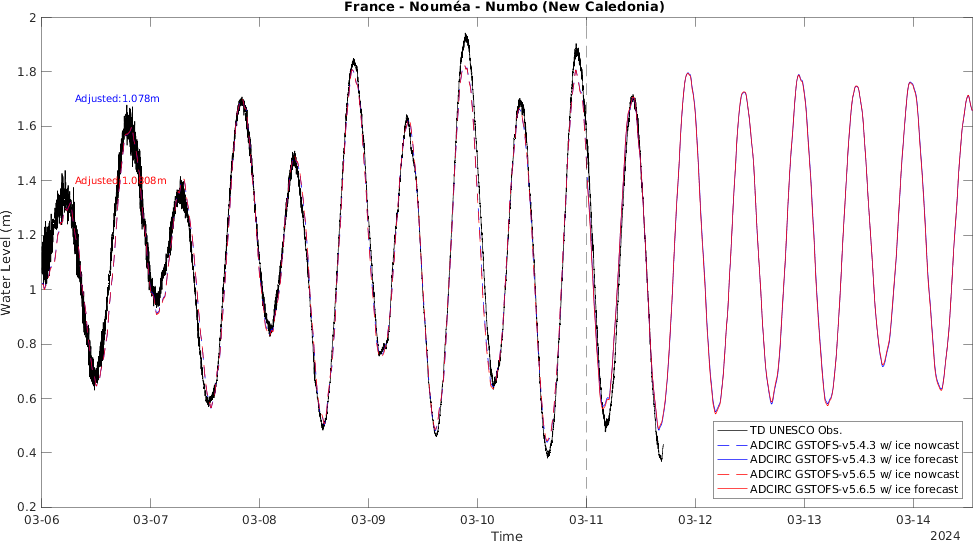 France - Nouméa - Numbo (New Caledonia)
2
1.8
1.6
1.4
1.2
1
0.8
0.6
0.4
0.2
Water Level (m)
Adjusted:1.078m
Adjusted:1.0808m
TD UNESCO Obs.
ADCIRC GSTOFS-v5.4.3 w/ ice nowcast
ADCIRC GSTOFS-v5.4.3 w/ ice forecast
ADCIRC GSTOFS-v5.6.5 w/ ice nowcast
ADCIRC GSTOFS-v5.6.5 w/ ice forecast
03-06 03-07 03-08 03-09 03-10 03-11 03-12 03-13 03-14
Time
2024